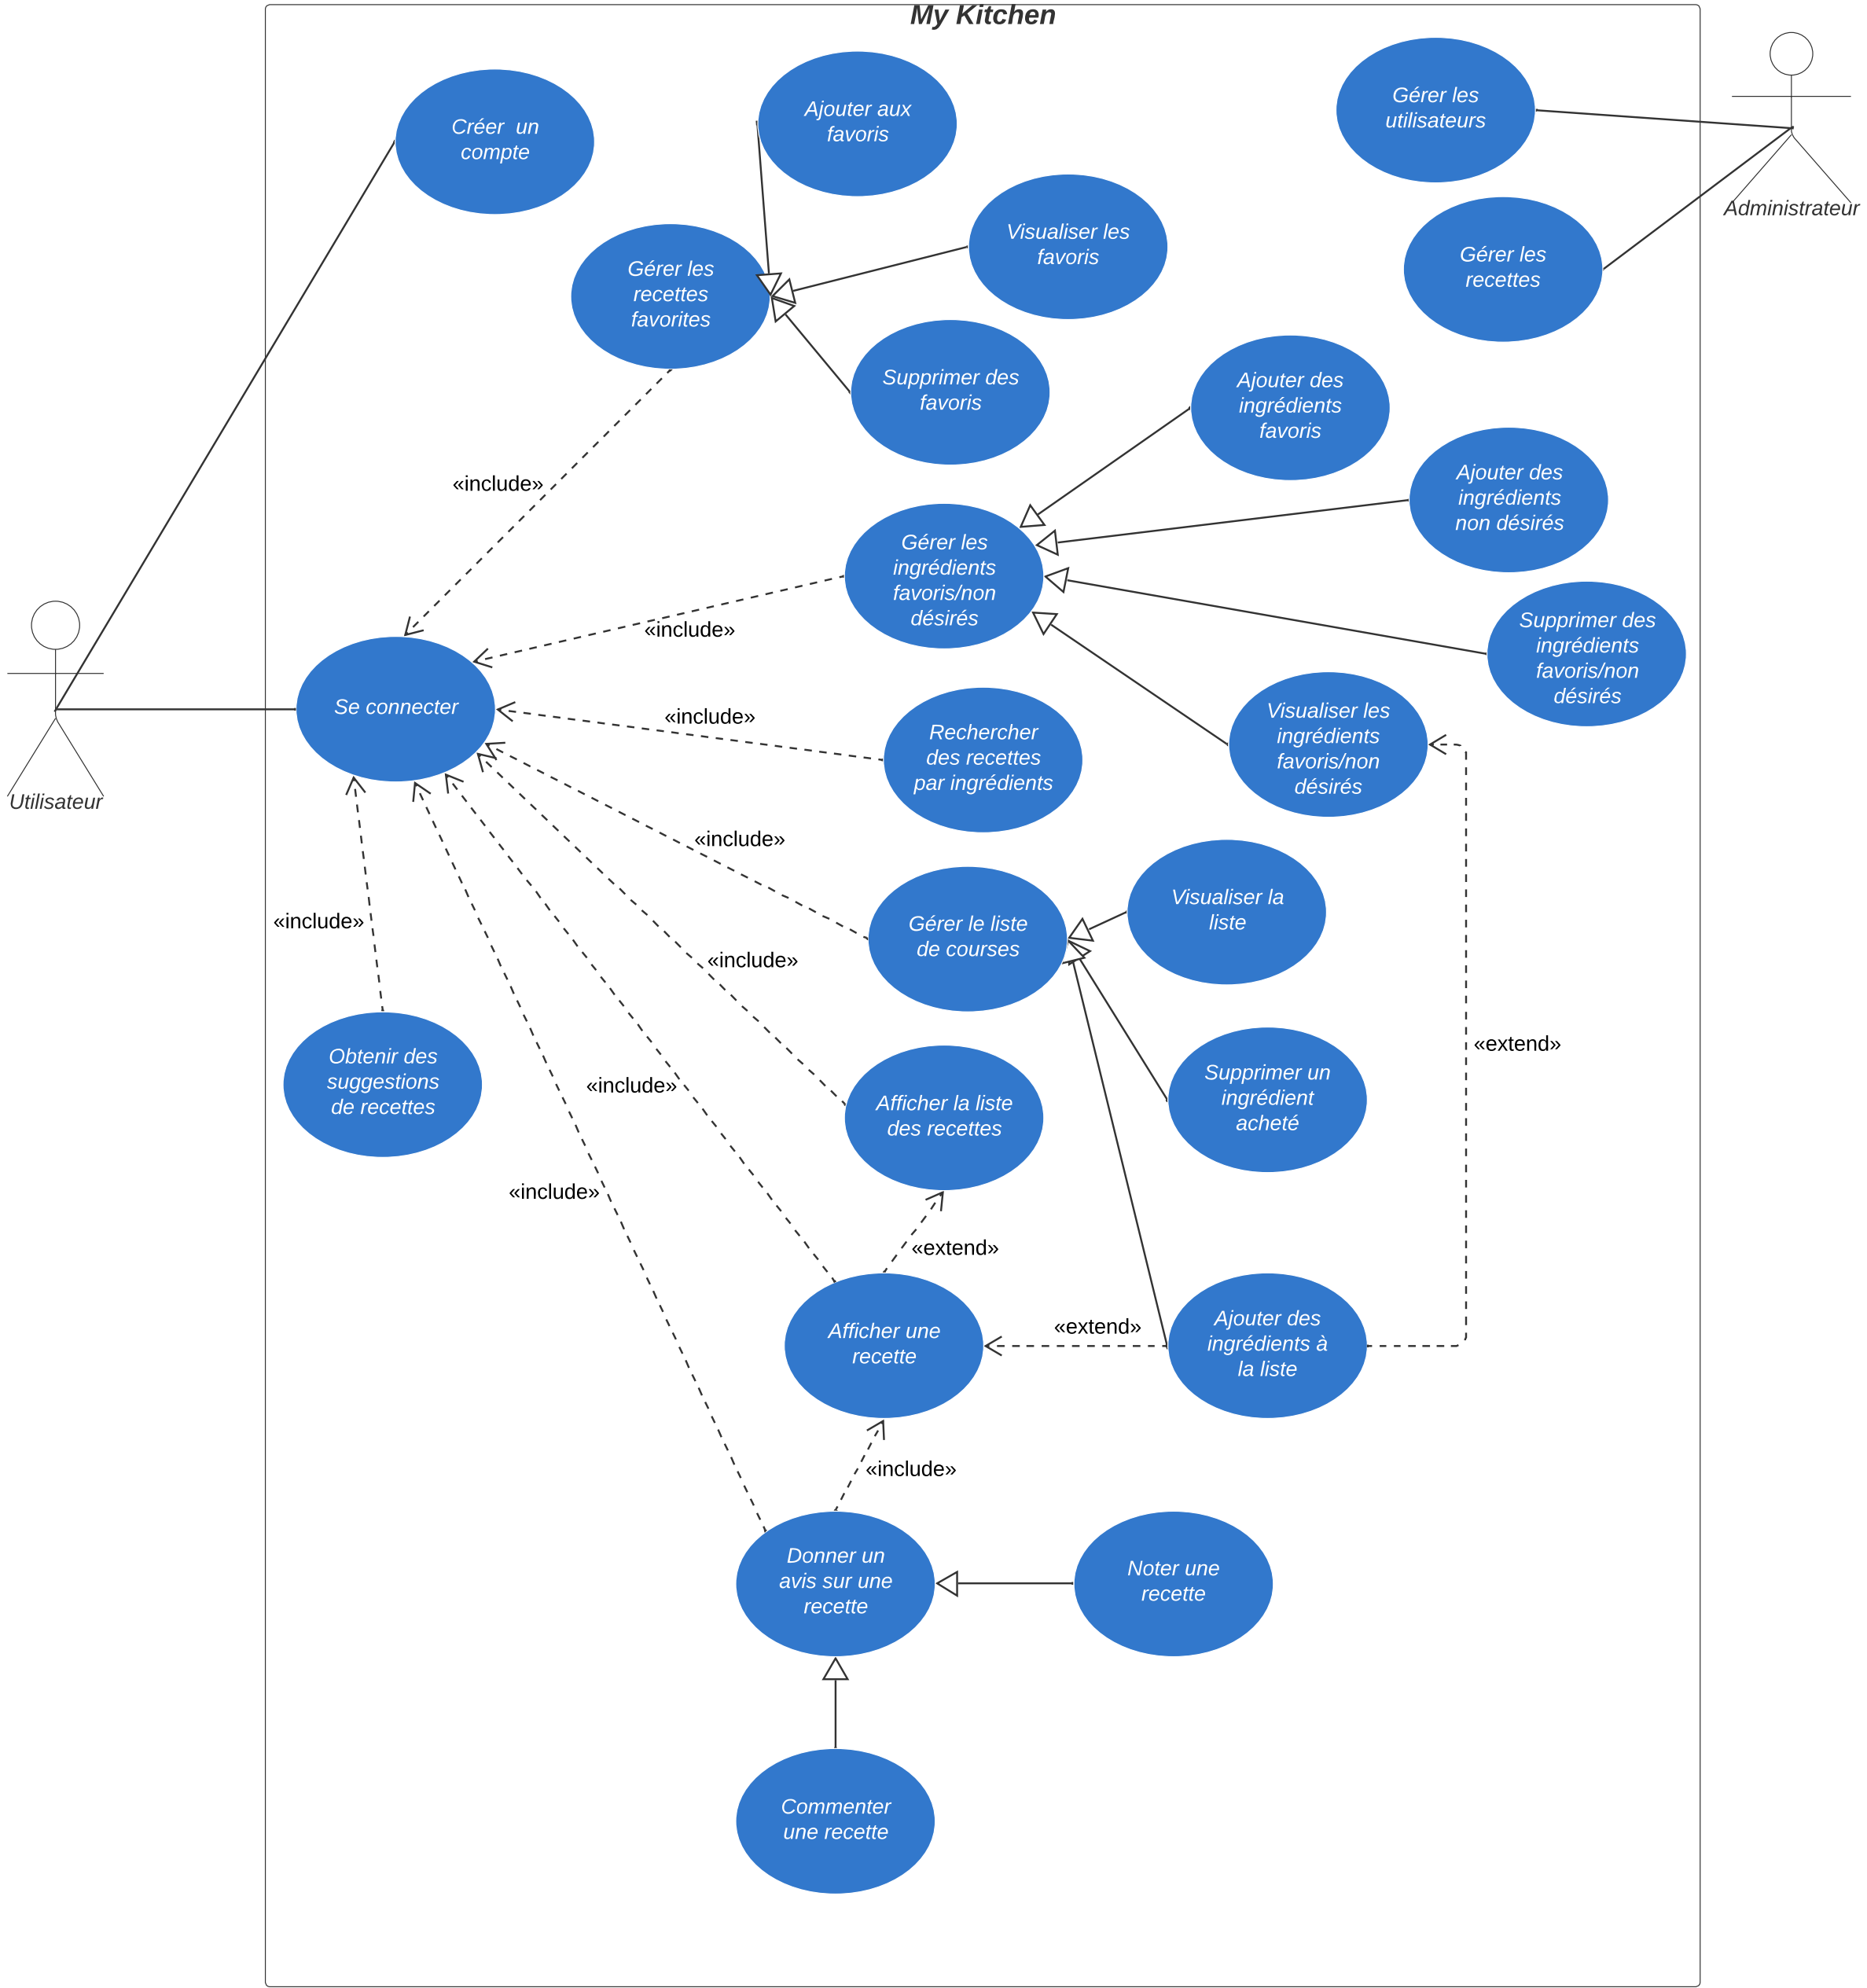 My Kitchen
Créer  un
compte
Ajouter aux
favoris
Gérer les
utilisateurs
Administrateur
Visualiser les
favoris
Gérer les
recettes
favorites
Gérer les
recettes
Supprimer des
favoris
Ajouter des
ingrédients
favoris
«include»
Ajouter des
ingrédients
non désirés
Gérer les
ingrédients
favoris/non
désirés
«include»
Supprimer des
ingrédients
favoris/non
désirés
Utilisateur
Se connecter
«include»
Rechercher
des recettes
par ingrédients
Visualiser les
ingrédients
favoris/non
désirés
«include»
Gérer le liste
de courses
Visualiser la
liste
«include»
«include»
«extend»
Obtenir des
suggestions
de recettes
«include»
Afficher la liste
des recettes
Supprimer un
ingrédient
acheté
«include»
«extend»
Afficher une
recette
«extend»
Ajouter des
ingrédients à
la liste
«include»
Donner un
avis sur une
recette
Noter une
recette
Commenter
une recette